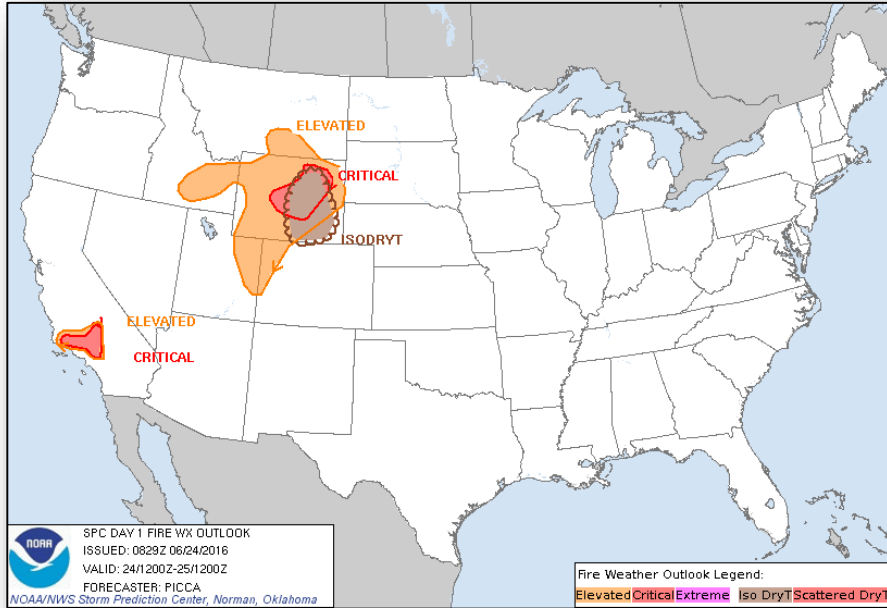 ELEVATED
CRITICAL
ISODRYT
ELEVATED
CRITICAL
NOAA
SPC DAY 1 FIRE WX OUTLOOK
ISSUED: 0829Z 06/24/2016
VALID: 24/1200Z-25/1200Z
FORECASTER: PICCA
NOAA/NWS Storm Prediction Center, Norman, Oklahoma
Fire Weather Outlook Legend:
Elevated Critical Extreme Iso DryT Scattered DryT